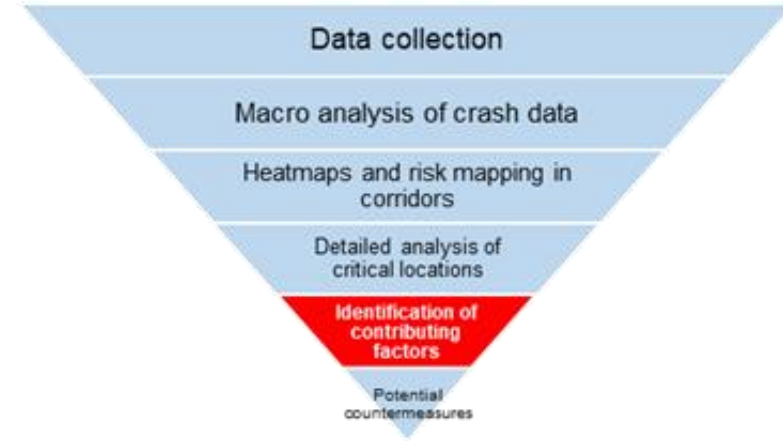 Data collection
Macro analysis of crash data
Heatmaps and risk mapping in
corridors
Detailed analysis of
critical locations
Identification of
contributing
factors
Potential
countermeasures